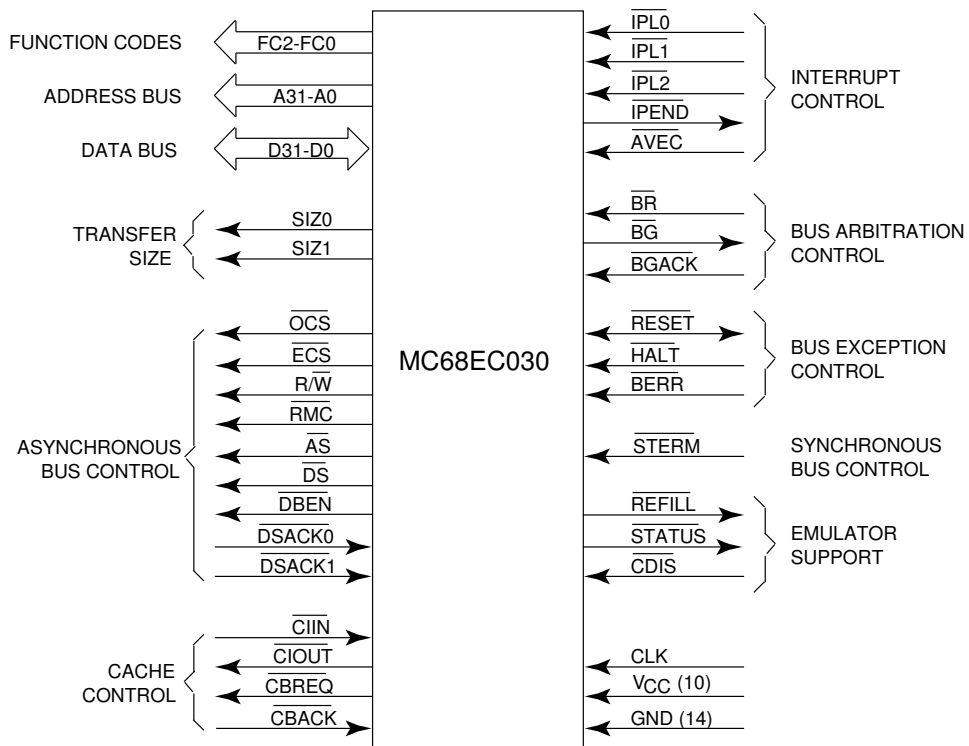 FUNCTION CODES
FC2-FC0
ADDRESS BUS
A31-A0
DATA BUS
D31-D0
TRANSFER
SIZE
SIZ0
SIZ1
ASYNCHRONOUS
BUS CONTROL
OCS
ECS
R/W
RMC
AS
DS
DBEN
DSACK0
DSACK1
CACHE
CONTROL
CIIN
CIOUT
CBREQ
CBACK
MC68EC030
IPL0
IPL1
IPL2
IPEND
AVEC
INTERRUPT
CONTROL
BR
BG
BGACK
BUS ARBITRATION
CONTROL
RESET
HALT
BERR
BUS EXCEPTION
CONTROL
STERM
SYNCHRONOUS
BUS CONTROL
REFILL
STATUS
CDIS
EMULATOR
SUPPORT
CLK
VCC (10)
GND (14)